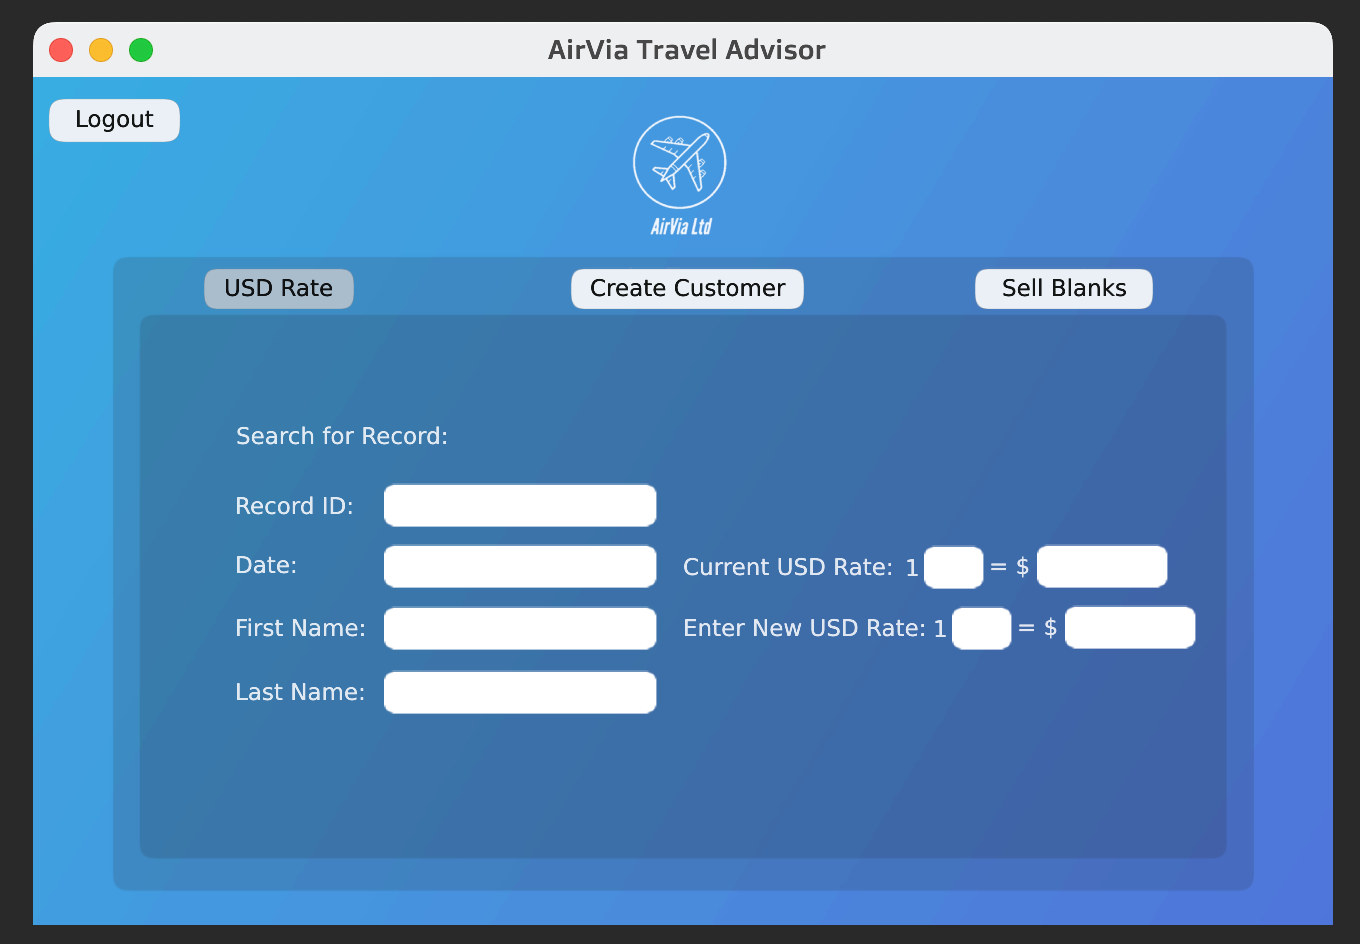 AirVia Travel Advisor
Logout
AirVia Ltd
USD Rate
Create Customer
Sell Blanks
Search for Record:
Record ID:
Date:
Current USD Rate: 1 = $
First Name:
Enter New USD Rate: 1 = $
Last Name: